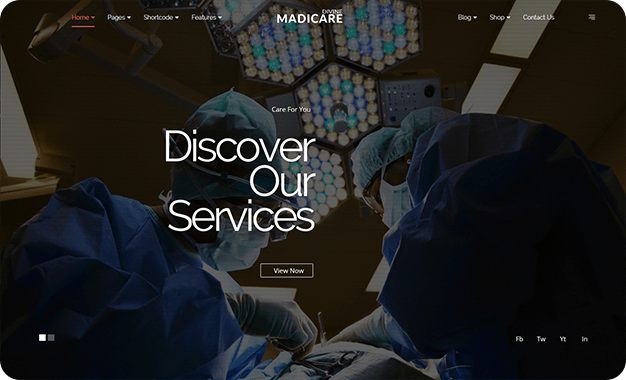 Home Pages Shortcode Features
DIVINE
MADICARE
Blog Shop Contact Us
Care For You
Discover
Our
Services
View Now
Fb Tw Yt In